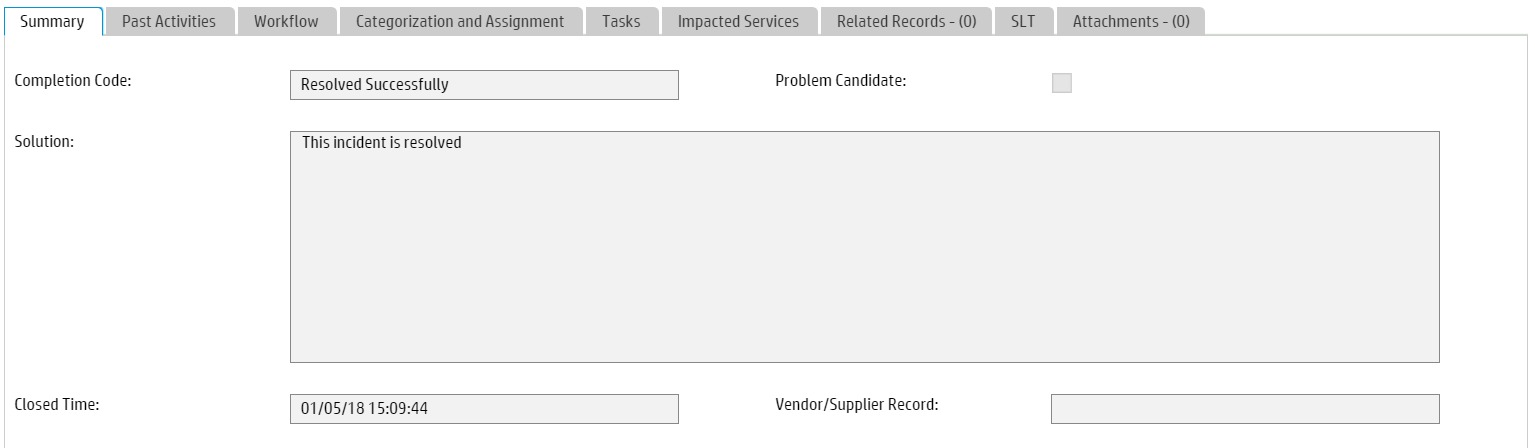 Summary Past Activities Workflow Categorization and Assignment Tasks Impacted Services Related Records - (0) SLT Attachments - (0)
Completion Code: Resolved Successfully Problem Candidate:
Solution: This incident is resolved
Closed Time: 01/05/18 15:09:44 Vendor/Supplier Record: